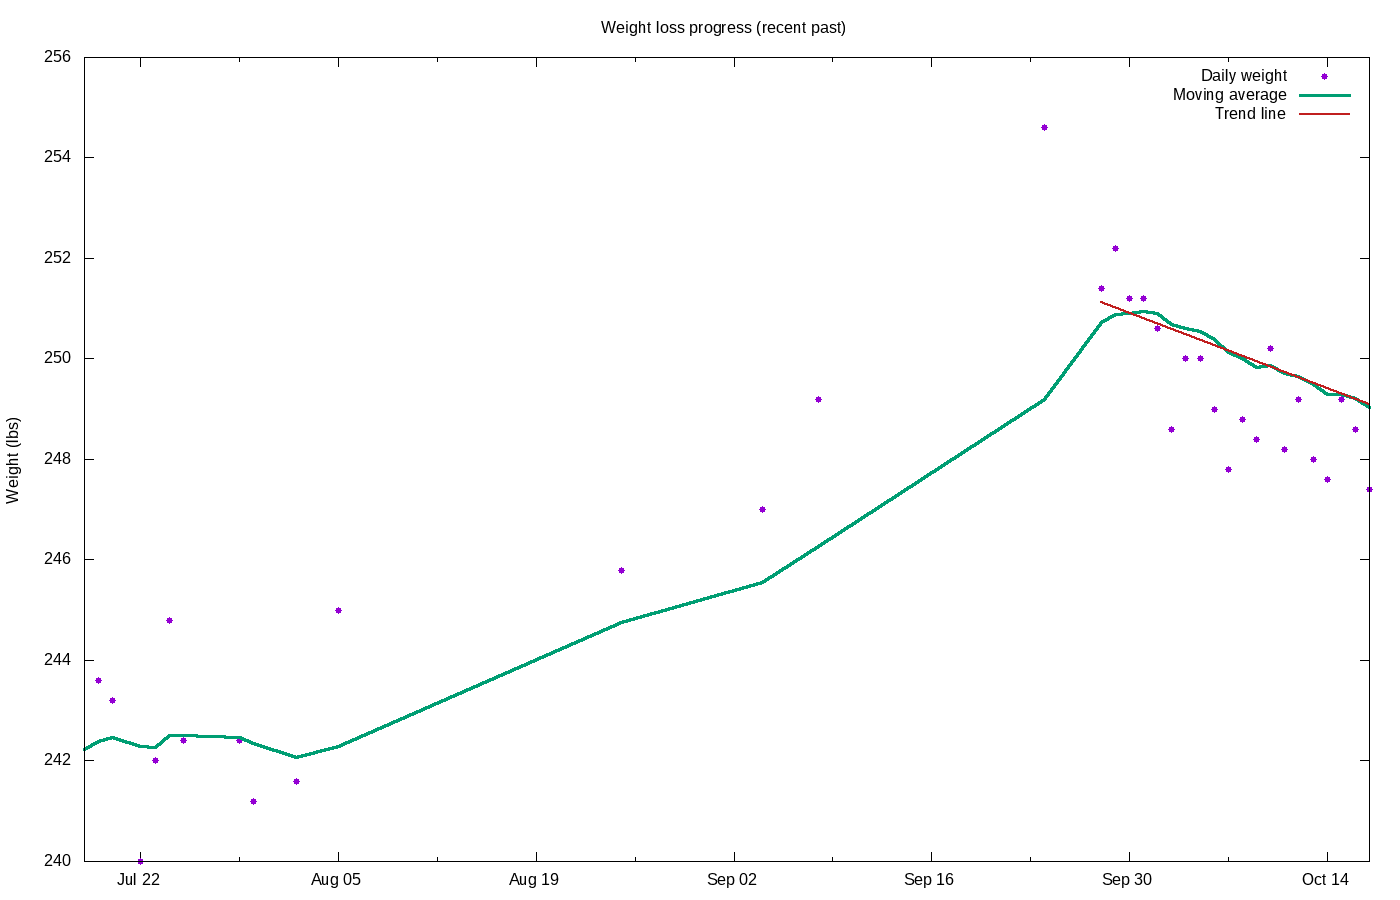 Weight loss progress (recent past)
256
254
252
250
248
246
244
242
240
Weight (lbs)
Daily weight
Moving average
Trend line
Jul 22
Aug 05
Aug 19
Sep 02
Sep 16
Sep 30
Oct 14